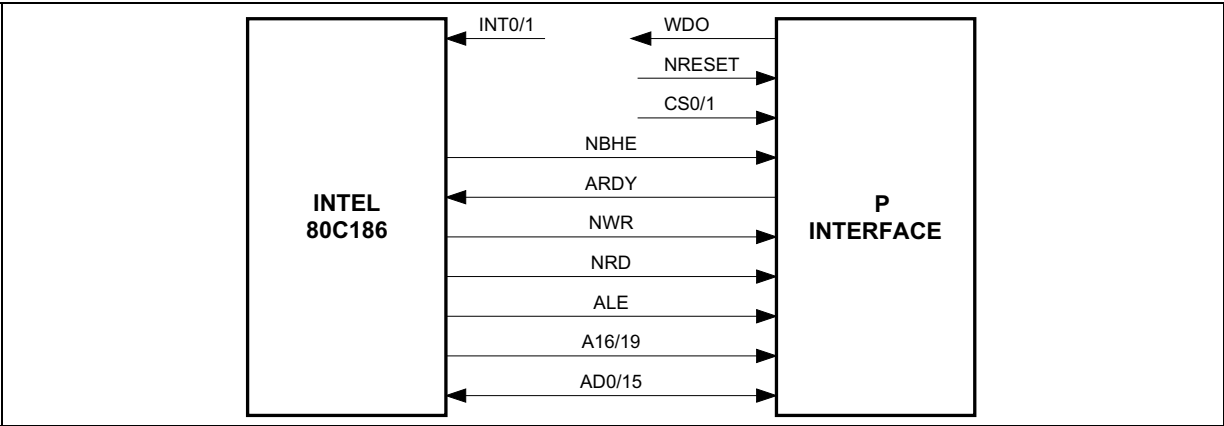 INT0/1
WDO
NRESET
CS0/1
NBHE
ARDY
NWR
NRD
ALE
A16/19
AD0/15
INTEL
80C186
P
INTERFACE